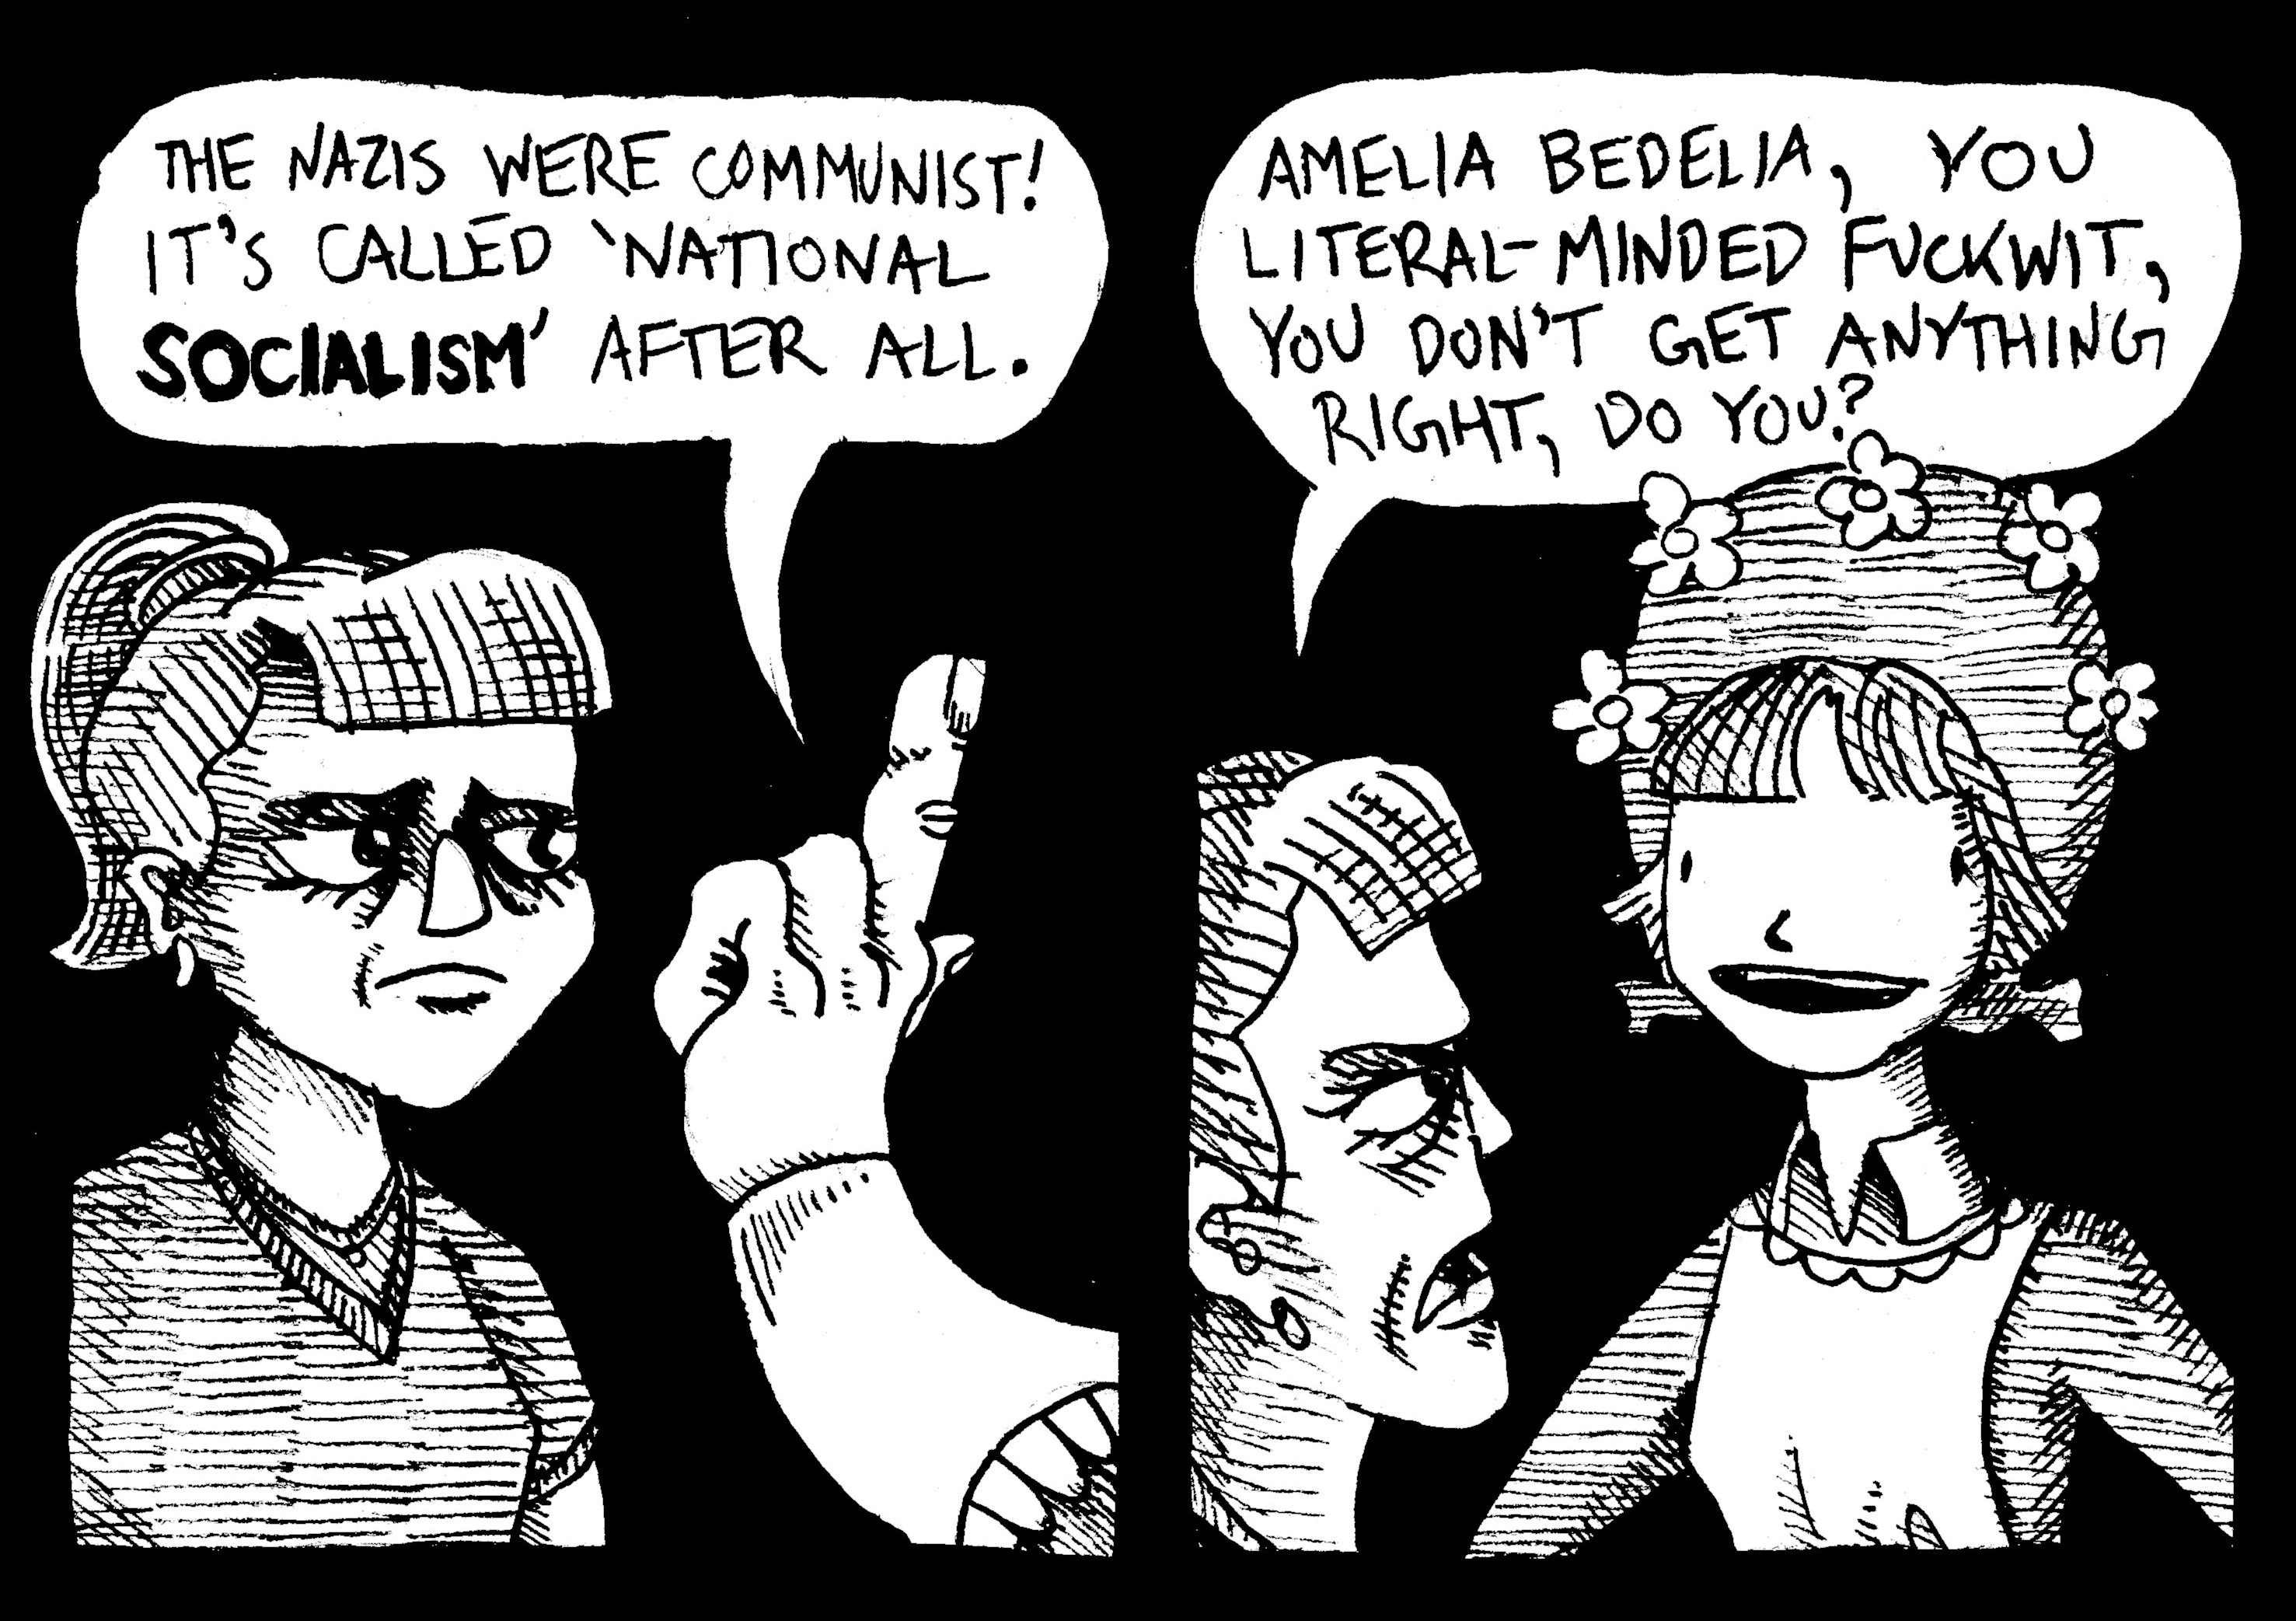 THE NAZIS WERE COMMUNIST!
IT'S CALLED 'NATIONAL
SOCIALISM' AFTER ALL.
AMELIA BEDELIA, YOU
LITERAL-MINDED FUCKWIT,
YOU DON'T GET ANYTHING
RIGHT, DO YOU?